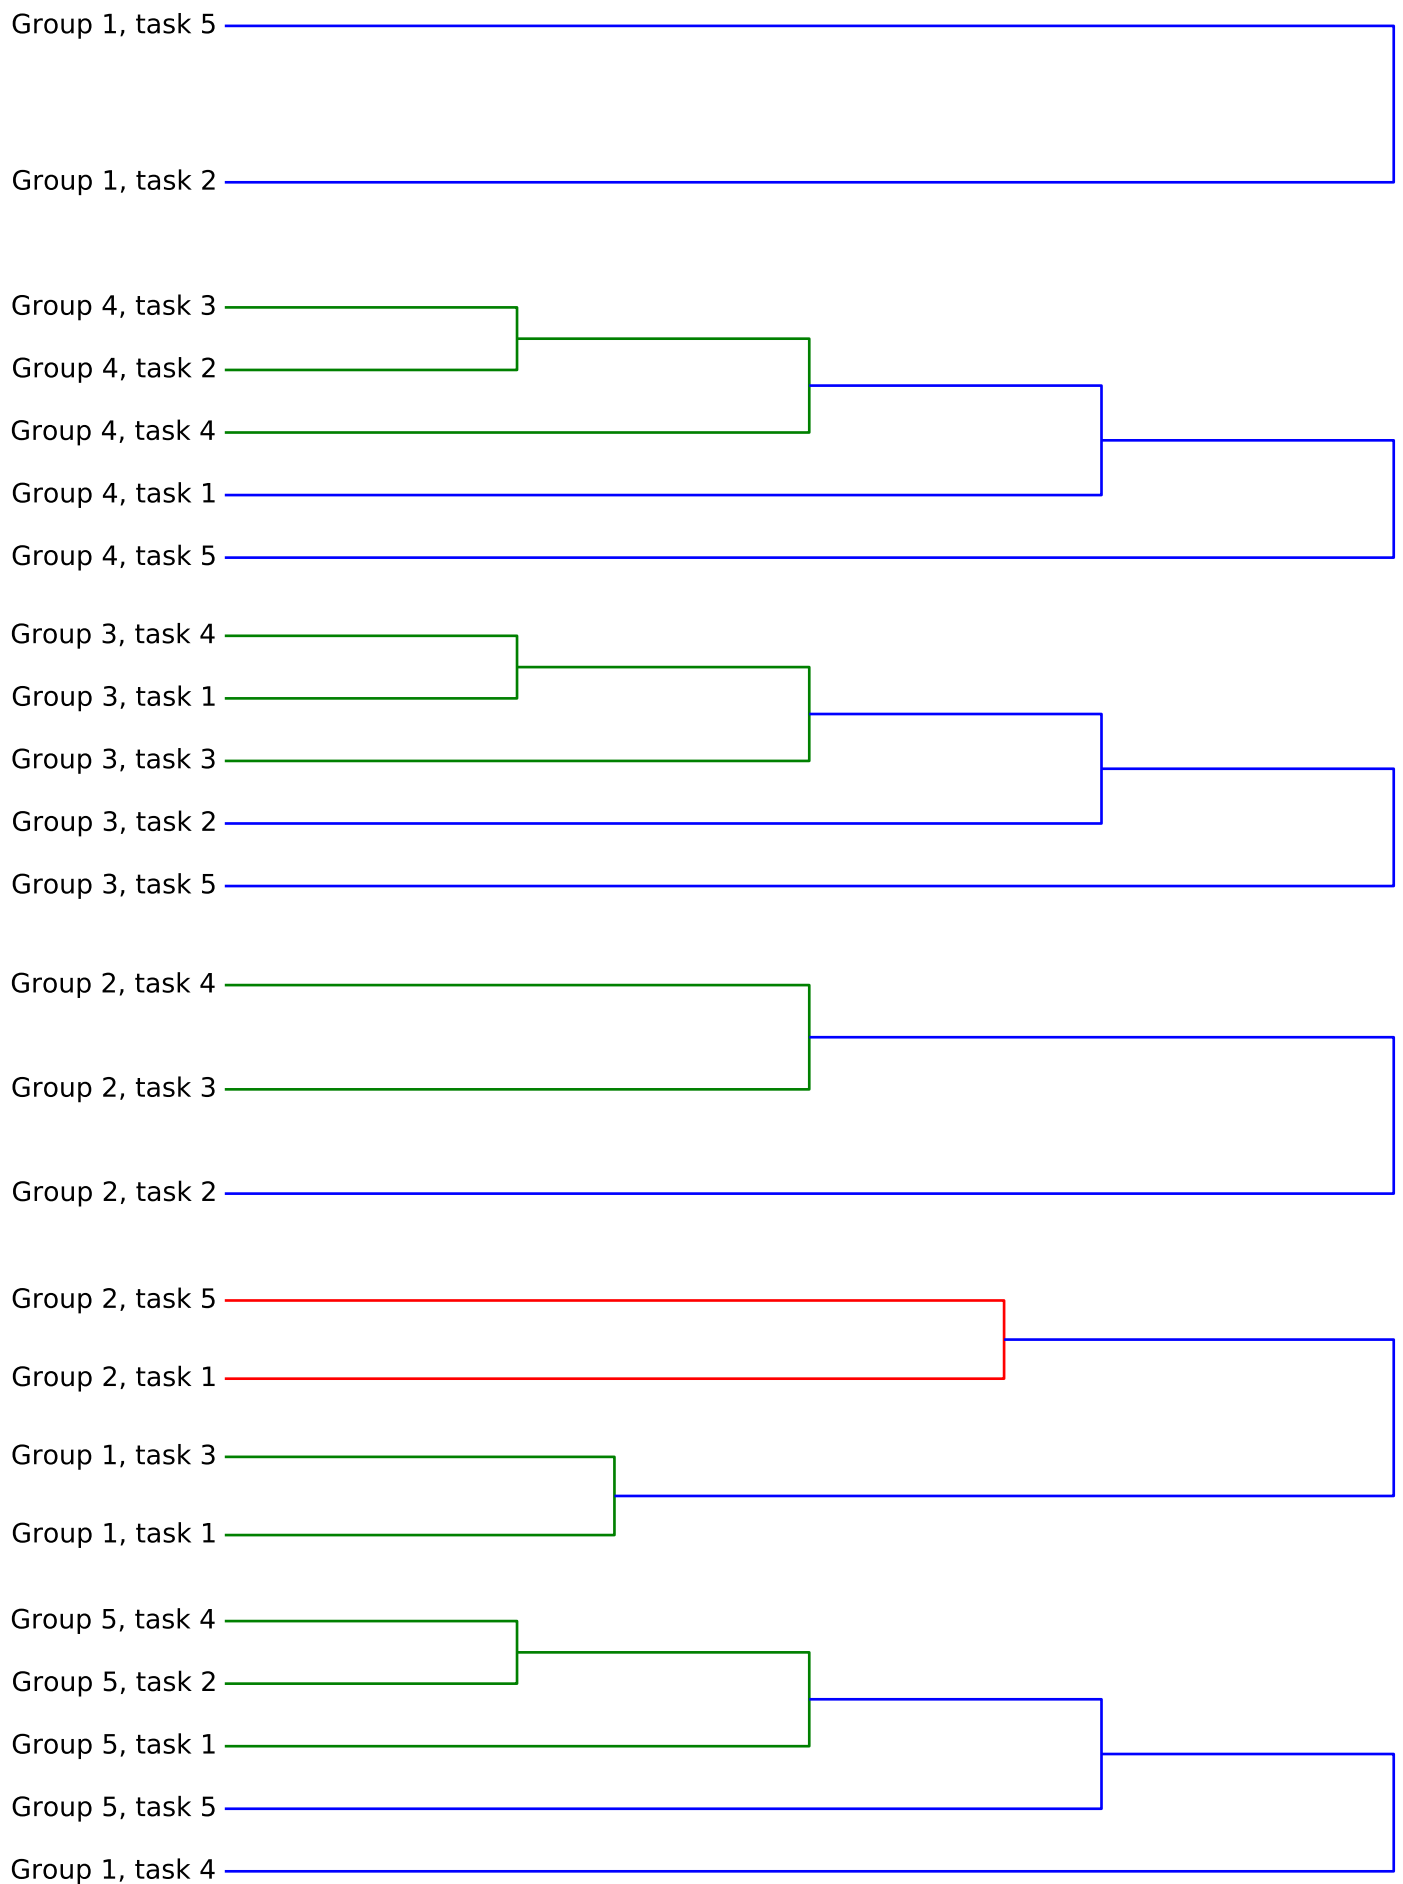 Group 1, task 5
Group 1, task 2
Group 4, task 3
Group 4, task 2
Group 4, task 4
Group 4, task 1
Group 4, task 5
Group 3, task 4
Group 3, task 1
Group 3, task 3
Group 3, task 2
Group 3, task 5
Group 2, task 4
Group 2, task 3
Group 2, task 2
Group 2, task 5
Group 2, task 1
Group 1, task 3
Group 1, task 1
Group 5, task 4
Group 5, task 2
Group 5, task 1
Group 5, task 5
Group 1, task 4